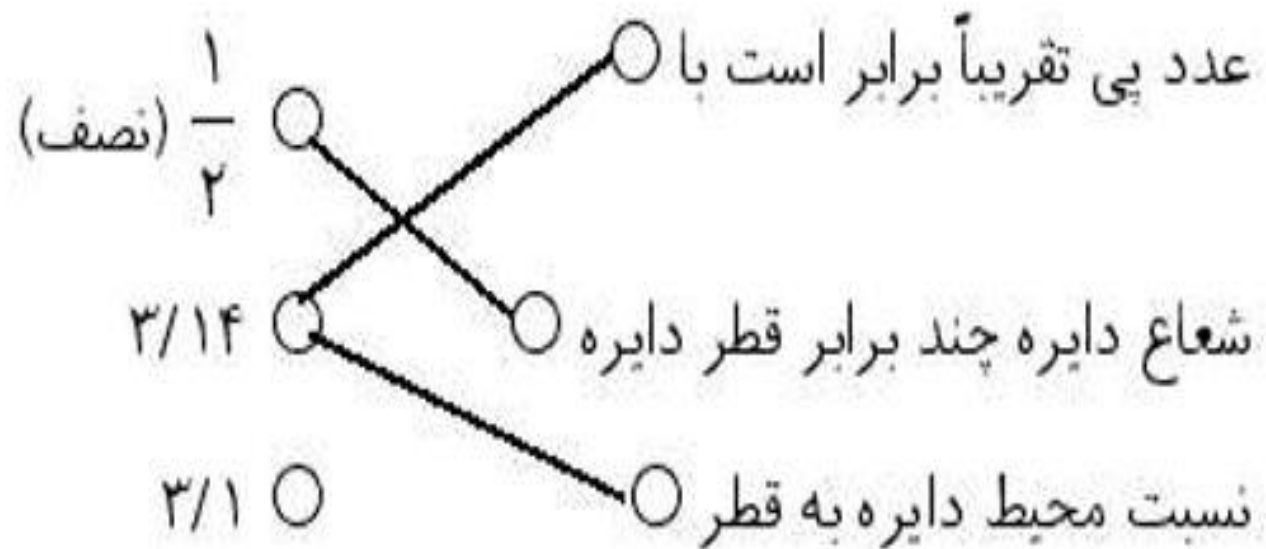 عدد پی تقریباً برابر است با
شعاع دایره چند برابر قطر دایره
نسبت محیط دایره به قطر
۱/۲ (نصف)
۳/۱۴
۳/۱